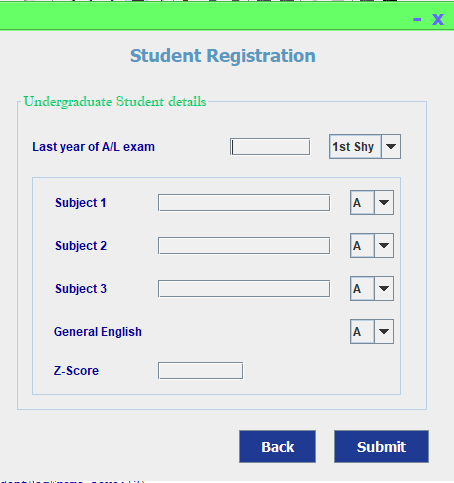 - X
Student Registration
Undergraduate Student details
Last year of A/L exam 1st Shy
Subject 1 A
Subject 2 A
Subject 3 A
General English A
Z-Score
Back Submit